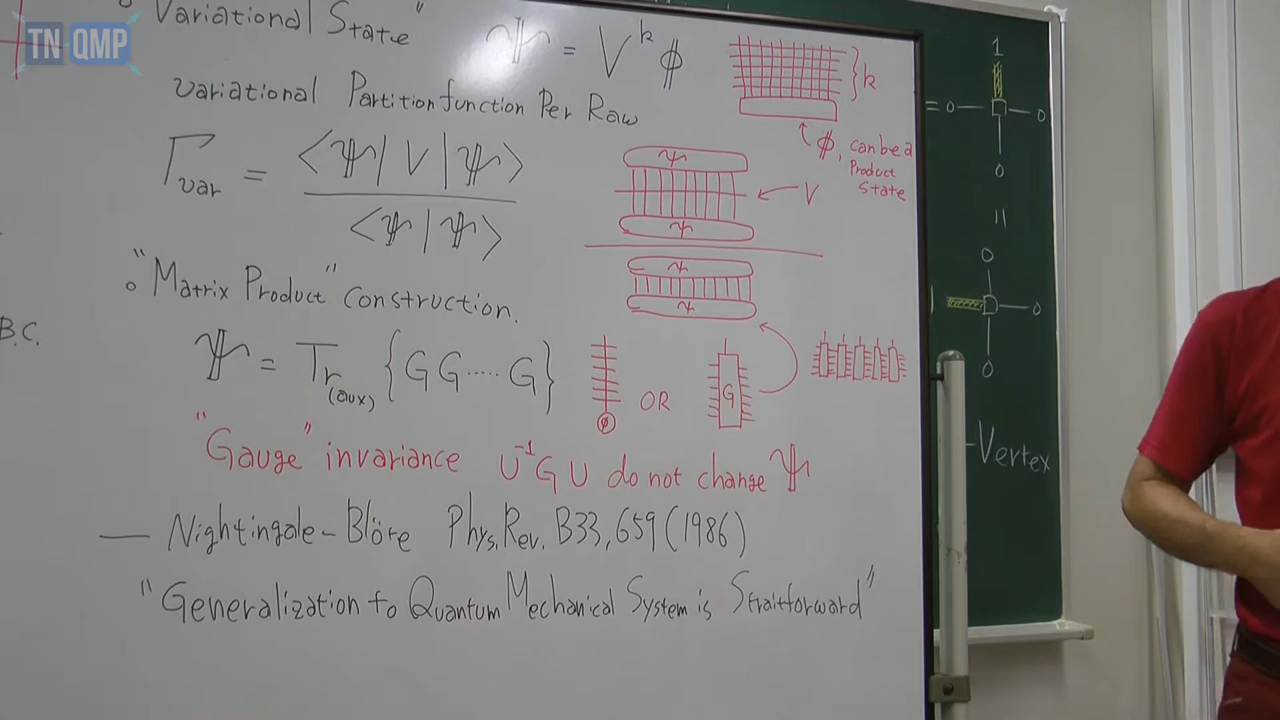 TN QMP
Variational State"
Ψ = V^k ϕ
} k
variational Partition function Per Raw
ϕ, can be a
Product
State
Γvar = <Ψ|V|Ψ>
<Ψ|Ψ>
Ψ
V
Ψ
Ψ
Ψ
"Matrix Product" Construction.
B.C.
Ψ = Tr(aux) {G G ..... G}
ϕ
OR
G
"Gauge" invariance U⁻¹GU do not change Ψ
— Nightingale-Blöte Phys. Rev. B33, 659 (1986)
"Generalization to Quantum Mechanical System is Straitforward"
1
= 0 0
0
||
0
1 0
0
-Vertex